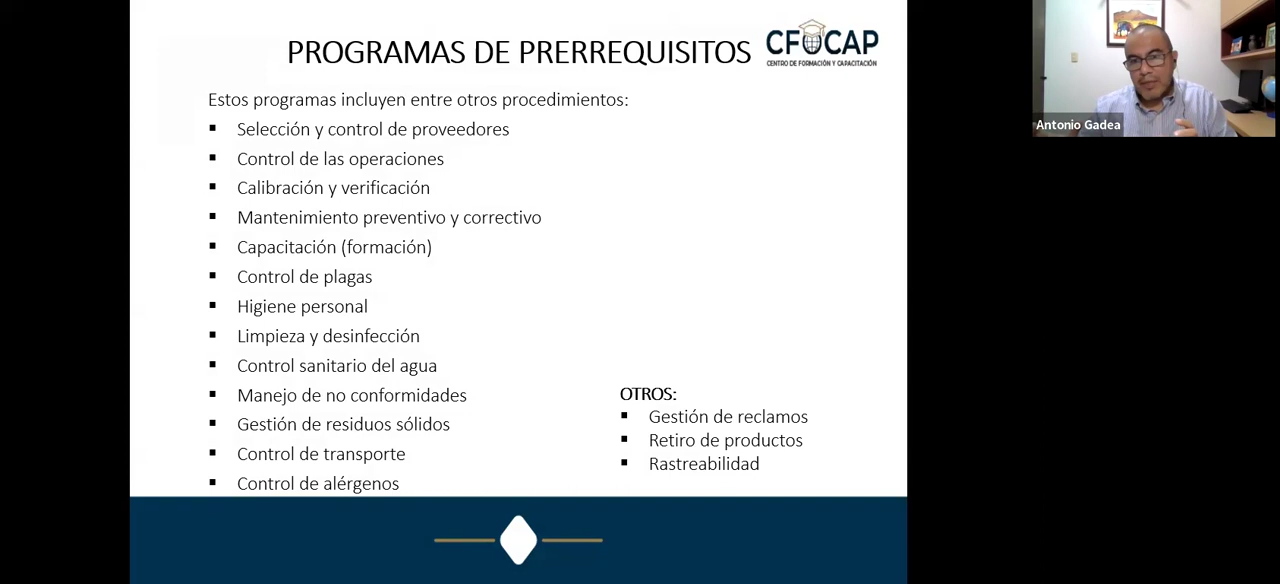 PROGRAMAS DE PRERREQUISITOS
CFOCAP
CENTRO DE FORMACIÓN Y CAPACITACIÓN
Estos programas incluyen entre otros procedimientos:
▪ Selección y control de proveedores
▪ Control de las operaciones
▪ Calibración y verificación
▪ Mantenimiento preventivo y correctivo
▪ Capacitación (formación)
▪ Control de plagas
▪ Higiene personal
▪ Limpieza y desinfección
▪ Control sanitario del agua
▪ Manejo de no conformidades
▪ Gestión de residuos sólidos
▪ Control de transporte
▪ Control de alérgenos
OTROS:
▪ Gestión de reclamos
▪ Retiro de productos
▪ Rastreabilidad
Antonio Gadea